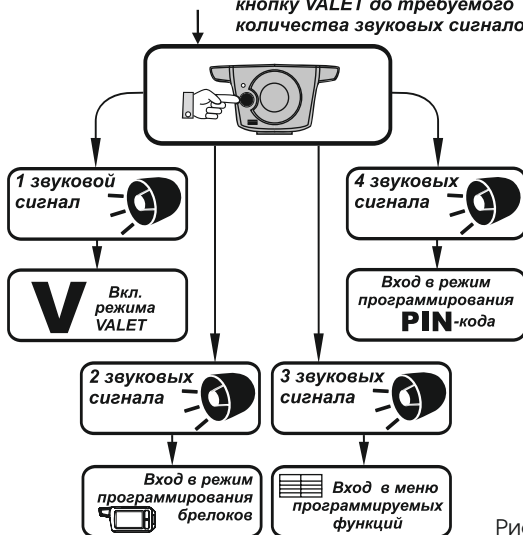 кнопку VALET до требуемого
количества звуковых сигнало
1 звуковой
сигнал
4 звуковых
сигнала
V
Вкл.
режима
VALET
Вход в режим
программирования
PIN-кода
2 звуковых
сигнала
3 звуковых
сигнала
Вход в режим
программирования
брелоков
Вход в меню
программируемых
функций
Рис